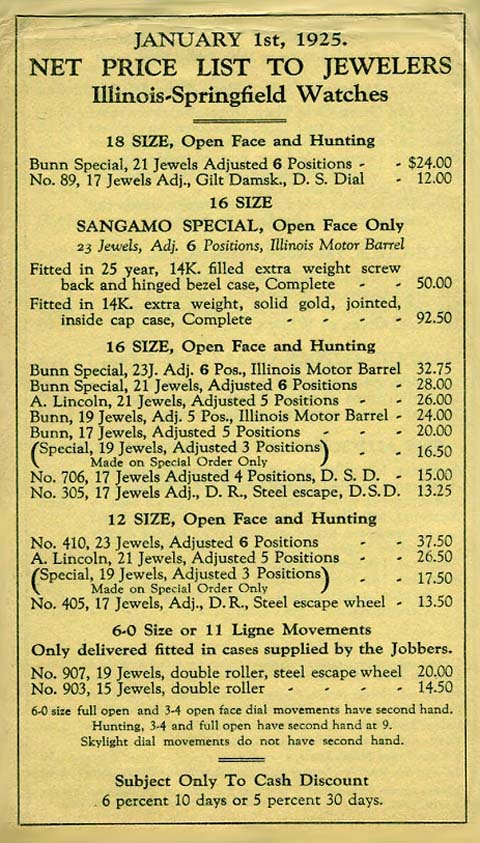 JANUARY 1st, 1925.
NET PRICE LIST TO JEWELERS
Illinois-Springfield Watches
18 SIZE, Open Face and Hunting
Bunn Special, 21 Jewels Adjusted 6 Positions - - $24.00
No. 89, 17 Jewels Adj., Gilt Damsk., D. S. Dial - 12.00
16 SIZE
SANGAMO SPECIAL, Open Face Only
23 Jewels, Adj. 6 Positions, Illinois Motor Barrel
Fitted in 25 year, 14K. filled extra weight screw
back and hinged bezel case, Complete - - 50.00
Fitted in 14K. extra weight, solid gold, jointed,
inside cap case, Complete - - - - 92.50
16 SIZE, Open Face and Hunting
Bunn Special, 23J. Adj. 6 Pos., Illinois Motor Barrel 32.75
Bunn Special, 21 Jewels, Adjusted 6 Positions - 28.00
A. Lincoln, 21 Jewels, Adjusted 5 Positions - - 26.00
Bunn, 19 Jewels, Adj. 5 Pos., Illinois Motor Barrel - 24.00
Bunn, 17 Jewels, Adjusted 5 Positions - - - 20.00
(Special, 19 Jewels, Adjusted 3 Positions) - - 16.50
Made on Special Order Only
No. 706, 17 Jewels Adjusted 4 Positions, D. S. D. - 15.00
No. 305, 17 Jewels Adj., D. R., Steel escape, D.S.D. 13.25
12 SIZE, Open Face and Hunting
No. 410, 23 Jewels, Adjusted 6 Positions - - 37.50
A. Lincoln, 21 Jewels, Adjusted 5 Positions - - 26.50
(Special, 19 Jewels, Adjusted 3 Positions) - - 17.50
Made on Special Order Only
No. 405, 17 Jewels, Adj., D. R., Steel escape wheel - 13.50
6-0 Size or 11 Ligne Movements
Only delivered fitted in cases supplied by the Jobbers.
No. 907, 19 Jewels, double roller, steel escape wheel 20.00
No. 903, 15 Jewels, double roller - - - - 14.50
6-0 size full open and 3-4 open face dial movements have second hand.
Hunting, 3-4 and full open have second hand at 9.
Skylight dial movements do not have second hand.
Subject Only To Cash Discount
6 percent 10 days or 5 percent 30 days.